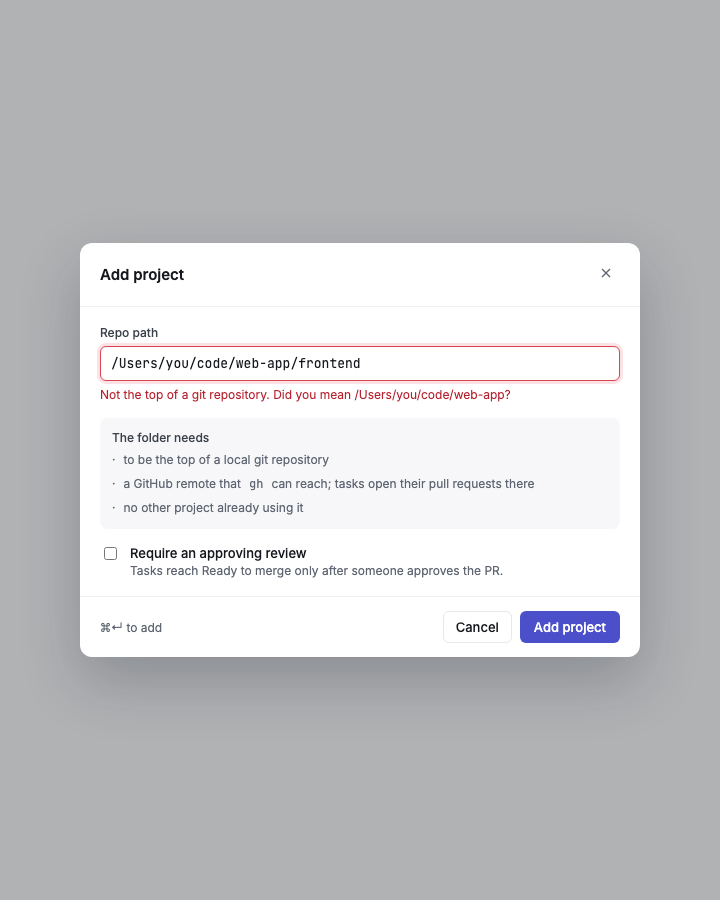 Add project
×
Repo path
/Users/you/code/web-app/frontend
Not the top of a git repository. Did you mean /Users/you/code/web-app?
The folder needs
· to be the top of a local git repository
· a GitHub remote that gh can reach; tasks open their pull requests there
· no other project already using it
Require an approving review
Tasks reach Ready to merge only after someone approves the PR.
⌘↵ to add
Cancel
Add project